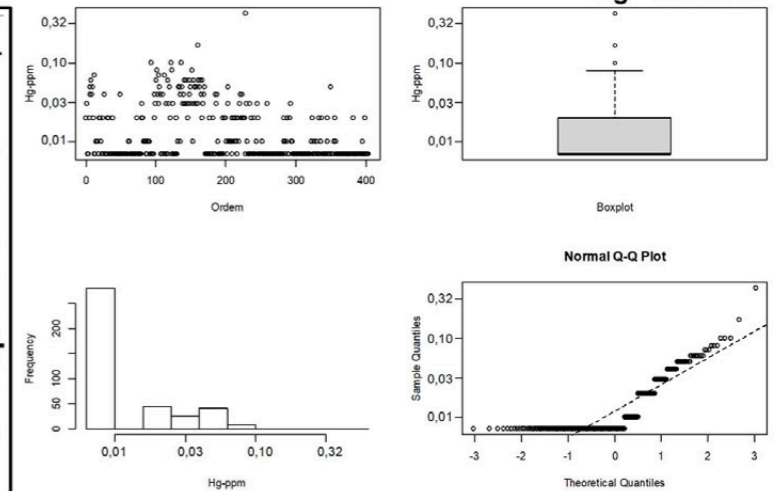 0,32
0,10
0,03
0,01
Hg-ppm
0 100 200 300 400
Ordem
0,32
0,10
0,03
0,01
Hg-ppm
Boxplot
200
50
0
Frequency
0,01 0,03 0,10 0,32
Hg-ppm
Normal Q-Q Plot
0,32
0,10
0,03
0,01
Sample Quantiles
-3 -2 -1 0 1 2 3
Theoretical Quantiles